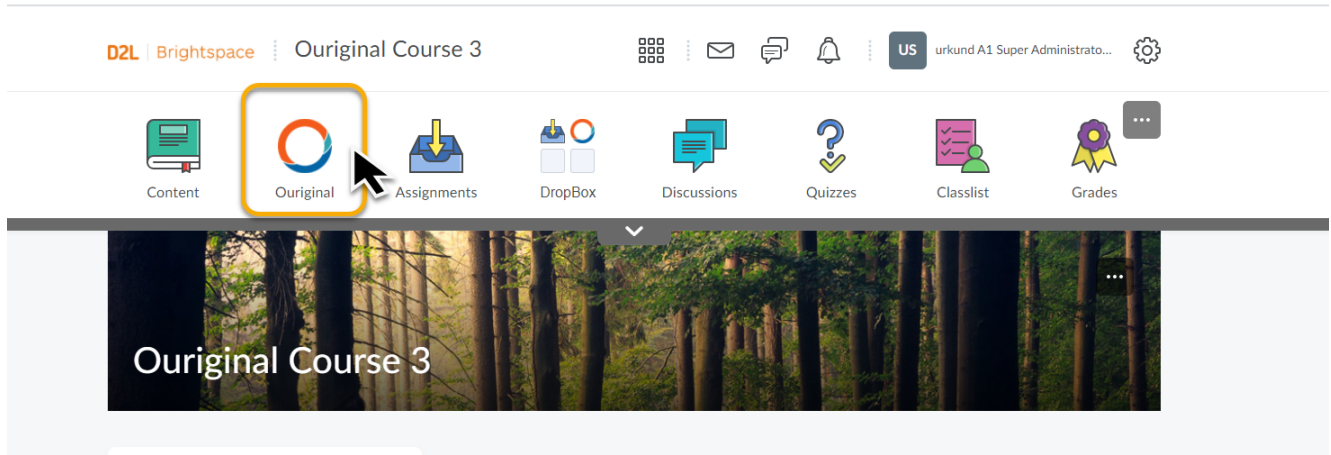 D2L Brightspace Ouriginal Course 3 US urkund A1 Super Administrato...
Content Ouriginal Assignments DropBox Discussions Quizzes Classlist Grades
Ouriginal Course 3